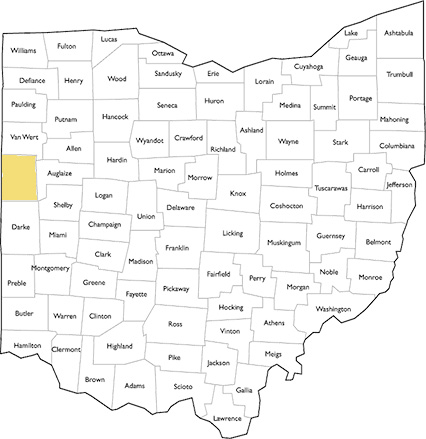 Williams
Fulton
Lucas
Ottawa
Lake
Ashtabula
Geauga
Cuyahoga
Defiance
Henry
Wood
Sandusky
Erie
Lorain
Trumbull
Paulding
Putnam
Hancock
Seneca
Huron
Medina
Summit
Portage
Mahoning
Van Wert
Allen
Wyandot
Crawford
Richland
Ashland
Wayne
Stark
Columbiana
Auglaize
Hardin
Marion
Morrow
Knox
Holmes
Tuscarawas
Carroll
Jefferson
Harrison
Shelby
Logan
Union
Delaware
Coshocton
Darke
Miami
Champaign
Licking
Muskingum
Guernsey
Belmont
Clark
Madison
Franklin
Fairfield
Perry
Noble
Monroe
Preble
Montgomery
Greene
Fayette
Pickaway
Morgan
Washington
Butler
Warren
Clinton
Ross
Hocking
Athens
Vinton
Hamilton
Clermont
Highland
Pike
Jackson
Meigs
Brown
Adams
Scioto
Gallia
Lawrence